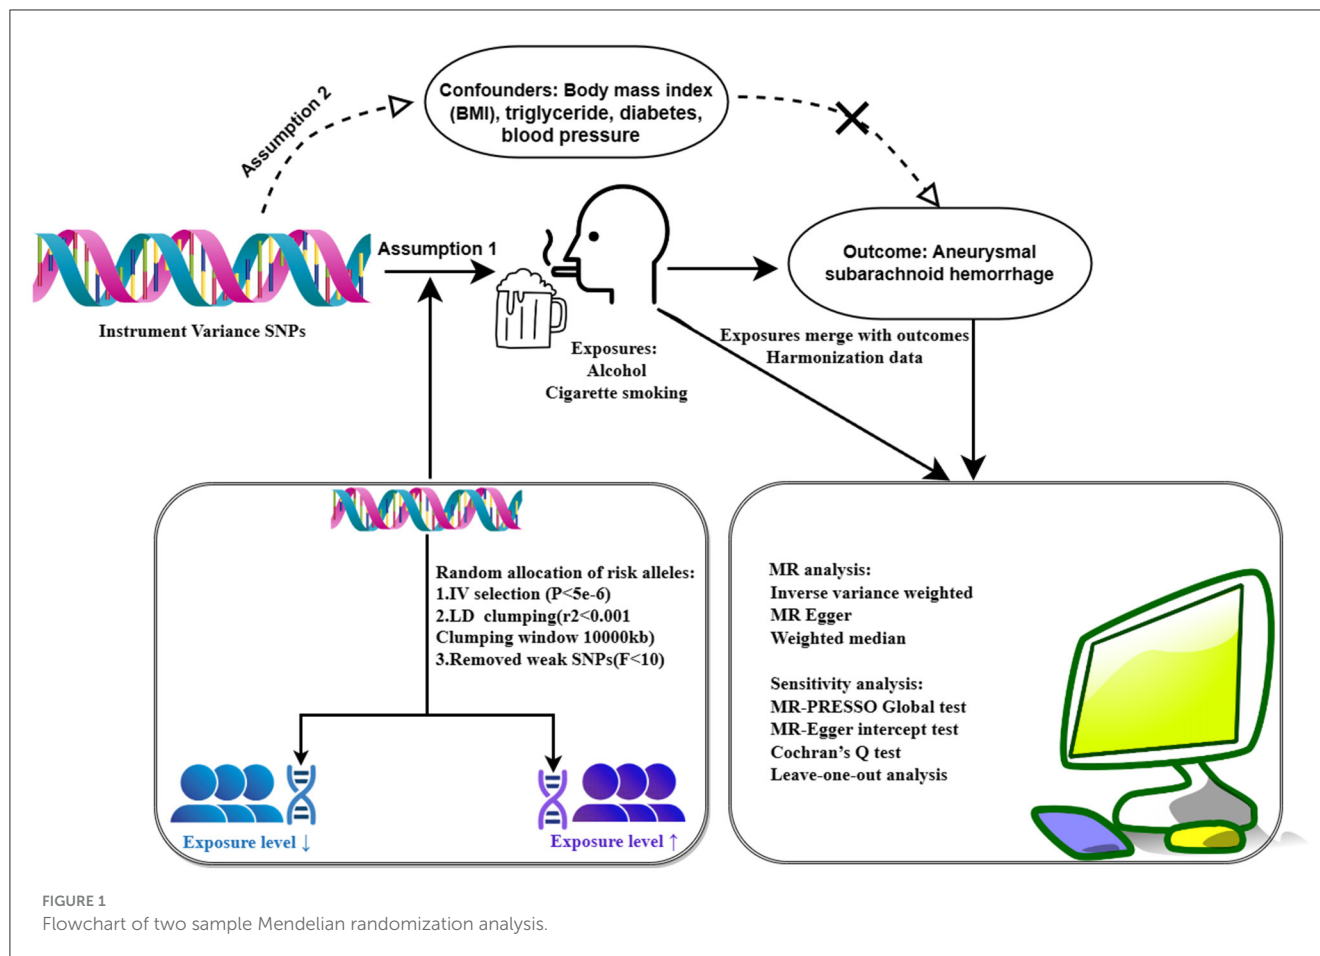 Assumption 2
Confounders: Body mass index
(BMI), triglyceride, diabetes,
blood pressure
Assumption 1
Instrument Variance SNPs
Outcome: Aneurysmal
subarachnoid hemorrhage
Exposures:
Alcohol
Cigarette smoking
Exposures merge with outcomes
Harmonization data
Random allocation of risk alleles:
1.IV selection (P<5e-6)
2.LD clumping(r2<0.001
Clumping window 10000kb)
3.Removed weak SNPs(F<10)
Exposure level ↓
Exposure level ↑
MR analysis:
Inverse variance weighted
MR Egger
Weighted median
Sensitivity analysis:
MR-PRESSO Global test
MR-Egger intercept test
Cochran’s Q test
Leave-one-out analysis
FIGURE 1
Flowchart of two sample Mendelian randomization analysis.